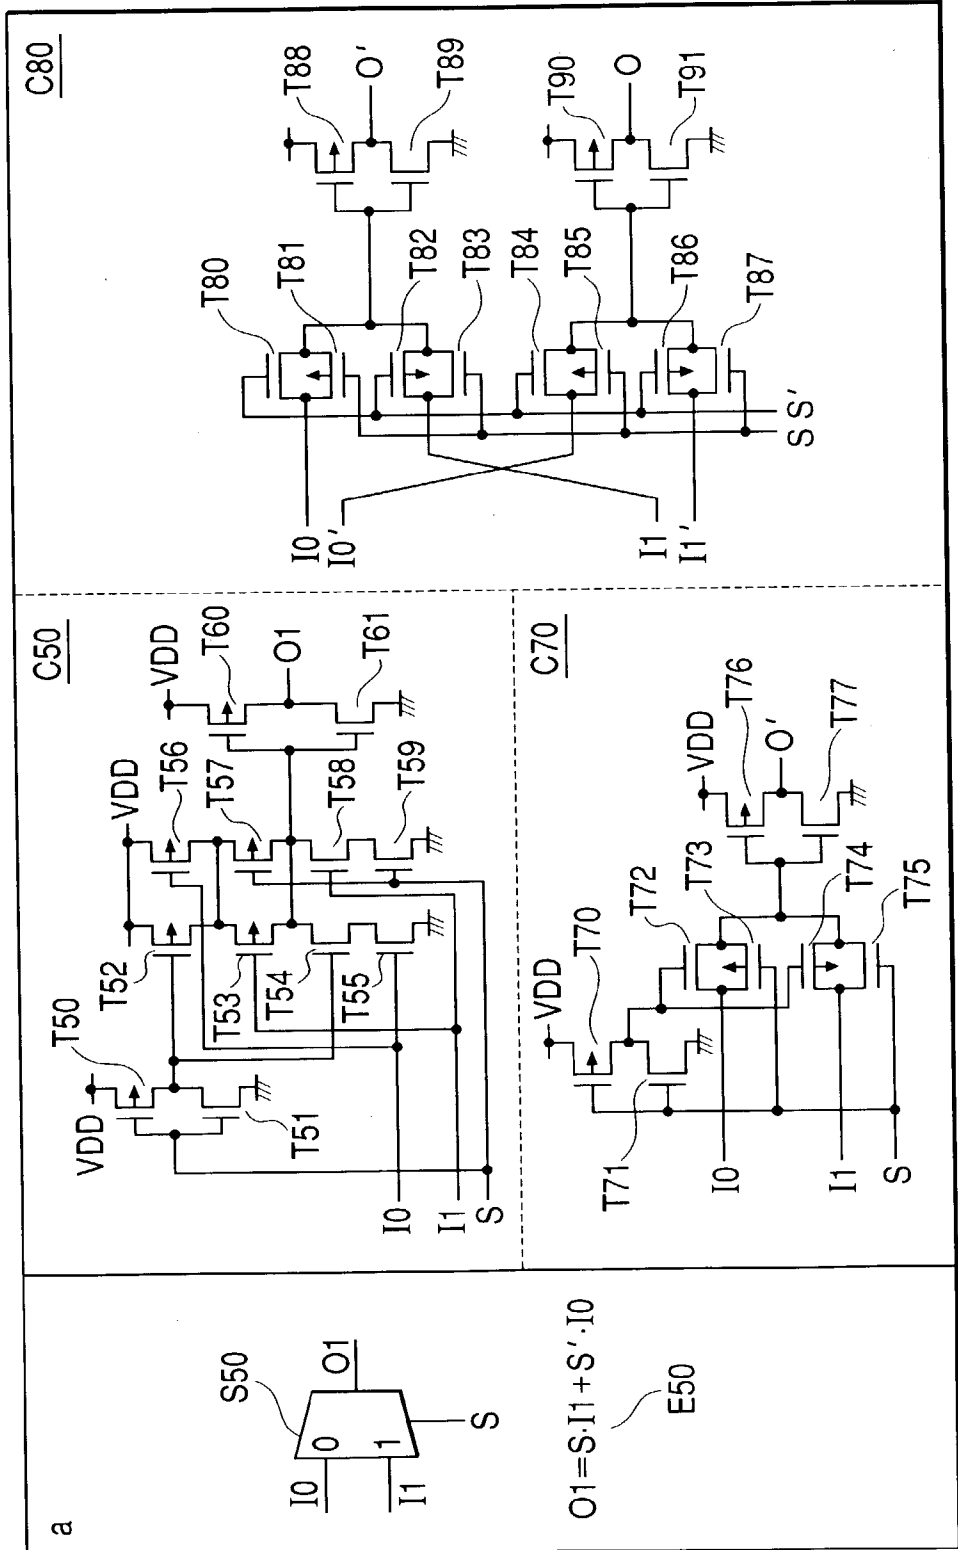 a
S50
I0
0
I1
1
O1
S
O1=S·I1+S'·I0
E50
C50
VDD
T50
T51
T52
T53
T54
T55
VDD
T56
T57
T58
T59
VDD
T60
O1
T61
I0
I1
S
C70
VDD
T70
T71
T72
T73
T74
T75
VDD
T76
O'
T77
I0
I1
S
C80
T80
T81
T82
T83
T84
T85
T86
T87
T88
O'
T89
T90
O
T91
I0
I0'
I1
I1'
S
S'